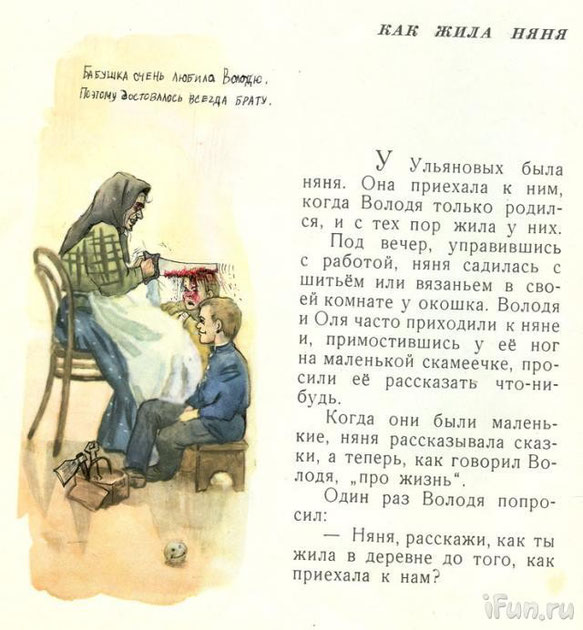 КАК ЖИЛА НЯНЯ
БАБУШКА ОЧЕНЬ ЛЮБИЛА ВОЛОДЮ.
ПОЭТОМУ ДОСТОВАЛОСЬ ВСЕГДА БРАТУ.
У Ульяновых была
няня. Она приехала к ним,
когда Володя только родил-
ся, и с тех пор жила у них.
Под вечер, управившись
с работой, няня садилась с
шитьём или вязаньем в сво-
ей комнате у окошка. Володя
и Оля часто приходили к няне
и, примостившись у её ног
на маленькой скамеечке, про-
сили её рассказать что-ни-
будь.
Когда они были малень-
кие, няня рассказывала сказ-
ки, а теперь, как говорил Во-
лодя, „про жизнь“.
Один раз Володя попро-
сил:
— Няня, расскажи, как ты
жила в деревне до того, как
приехала к нам?
iFun.ru